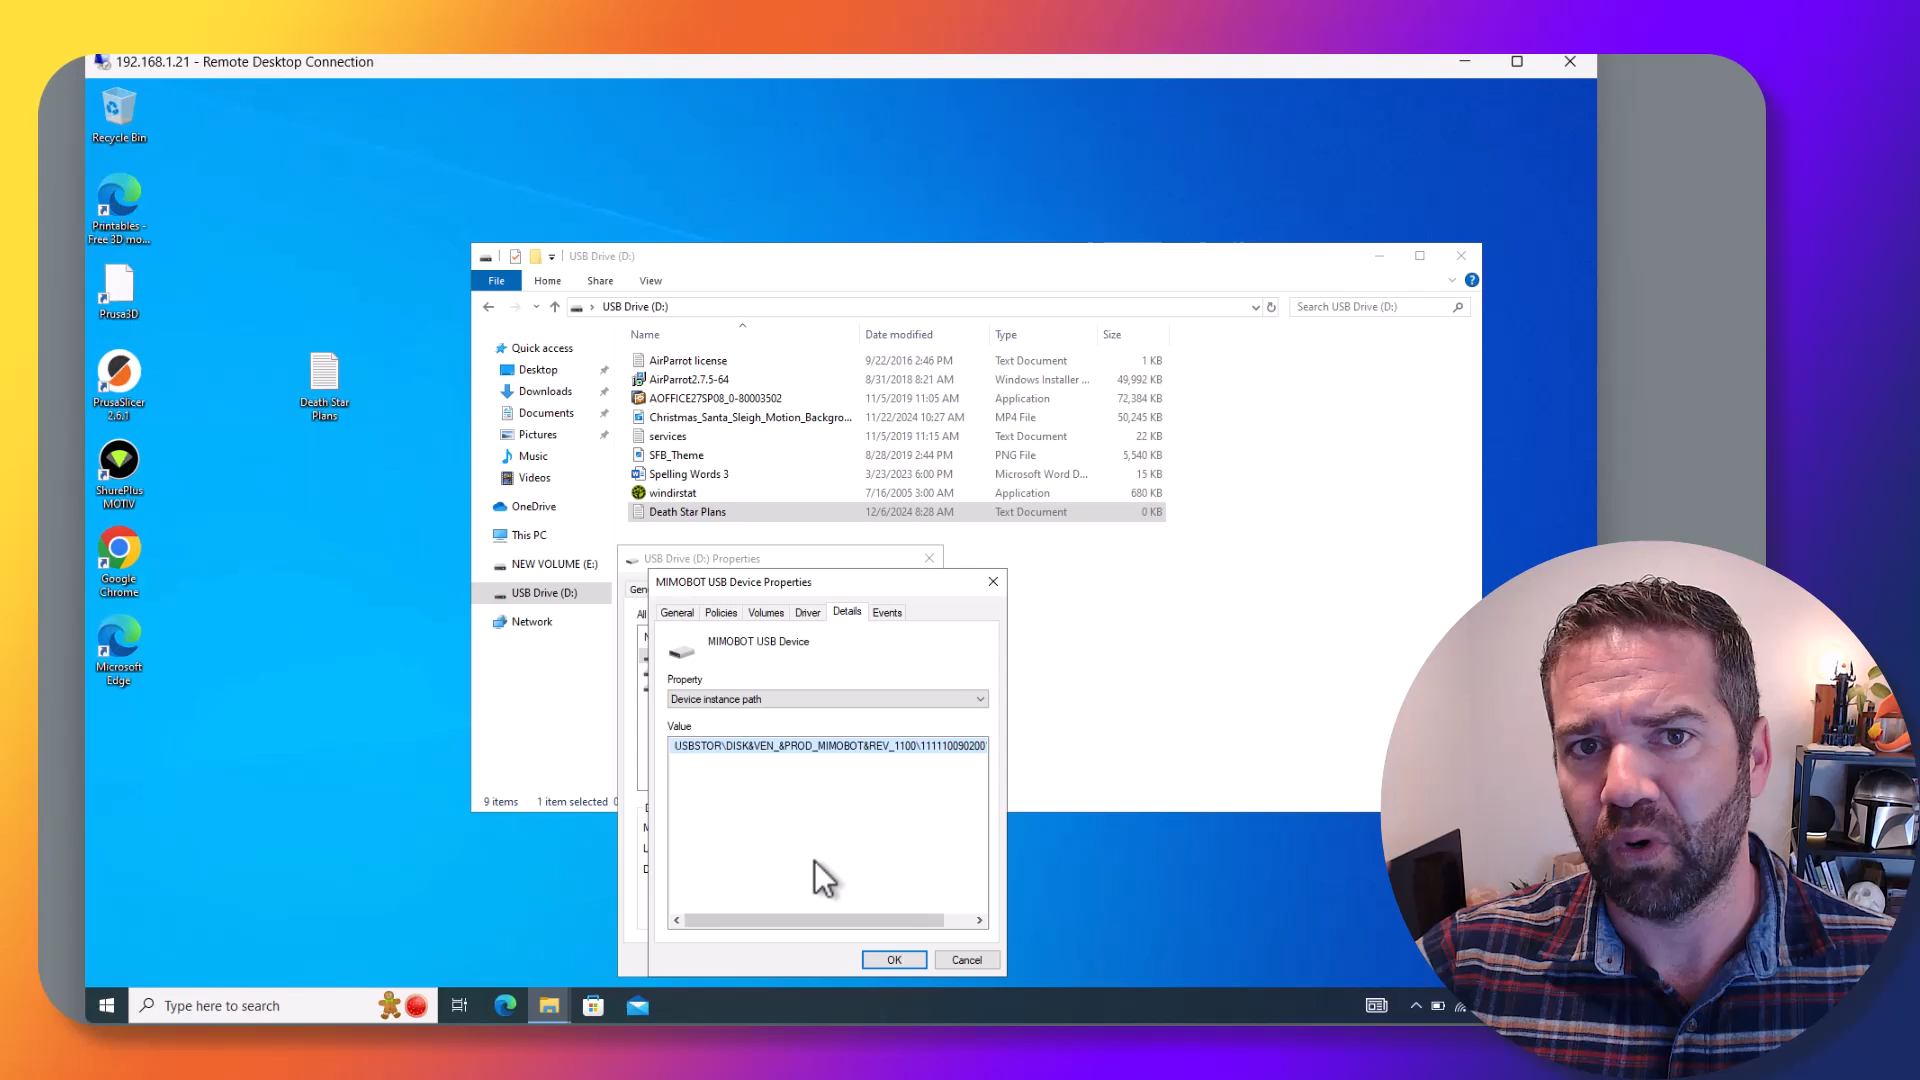 192.168.1.21 - Remote Desktop Connection
Recycle Bin
Printables -
Free 3D mo...
Prusa3D
PrusaSlicer
2.6.1
ShurePlus
MOTIV
Google
Chrome
Microsoft
Edge
Death Star
Plans
USB Drive (D:)
File Home Share View
USB Drive (D:)
Search USB Drive (D:)
Quick access
Desktop
Downloads
Documents
Pictures
Music
Videos
OneDrive
This PC
NEW VOLUME (E:)
USB Drive (D:)
Network
Name Date modified Type Size
AirParrot license 9/22/2016 2:46 PM Text Document 1 KB
AirParrot2.7.5-64 8/31/2018 8:21 AM Windows Installer ... 49,992 KB
AOFFICE27SP08_0-80003502 11/5/2019 11:05 AM Application 72,384 KB
Christmas_Santa_Sleigh_Motion_Backgro... 11/22/2024 10:27 AM MP4 File 50,245 KB
services 11/5/2019 11:15 AM Text Document 22 KB
SFB_Theme 8/28/2019 2:44 PM PNG File 5,540 KB
Spelling Words 3 3/23/2023 6:00 PM Microsoft Word D... 15 KB
windirstat 7/16/2005 3:00 AM Application 680 KB
Death Star Plans 12/6/2024 8:28 AM Text Document 0 KB
9 items 1 item selected
USB Drive (D:) Properties
Gen
All
MIMOBOT USB Device Properties
General Policies Volumes Driver Details Events
MIMOBOT USB Device
Property
Device instance path
Value
USBSTOR\DISK&VEN_&PROD_MIMOBOT&REV_1100\111110090200
OK Cancel
Type here to search